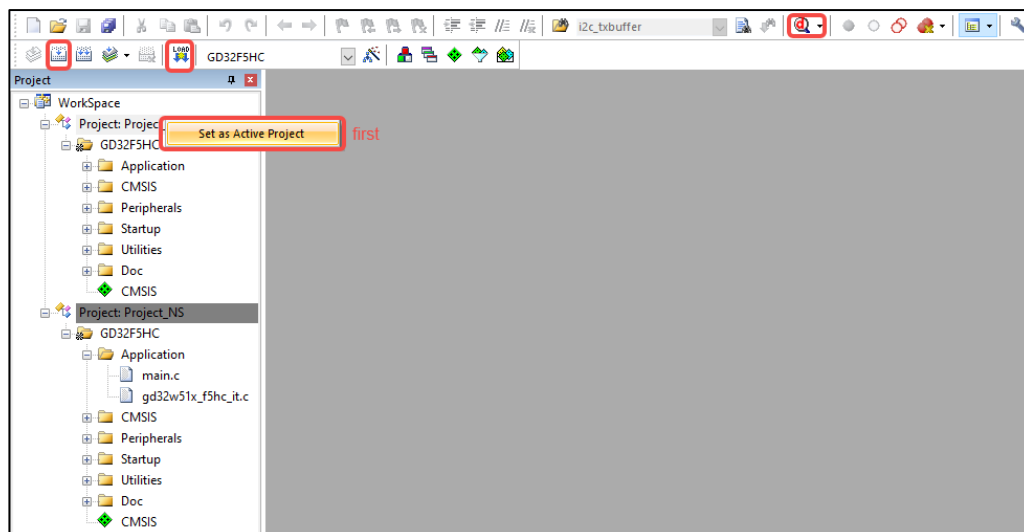 i2c_txbuffer
LOAD
GD32F5HC
Project
WorkSpace
Project: Projec
Set as Active Project
first
GD32F5HC
Application
CMSIS
Peripherals
Startup
Utilities
Doc
CMSIS
Project: Project_NS
GD32F5HC
Application
main.c
gd32w51x_f5hc_it.c
CMSIS
Peripherals
Startup
Utilities
Doc
CMSIS